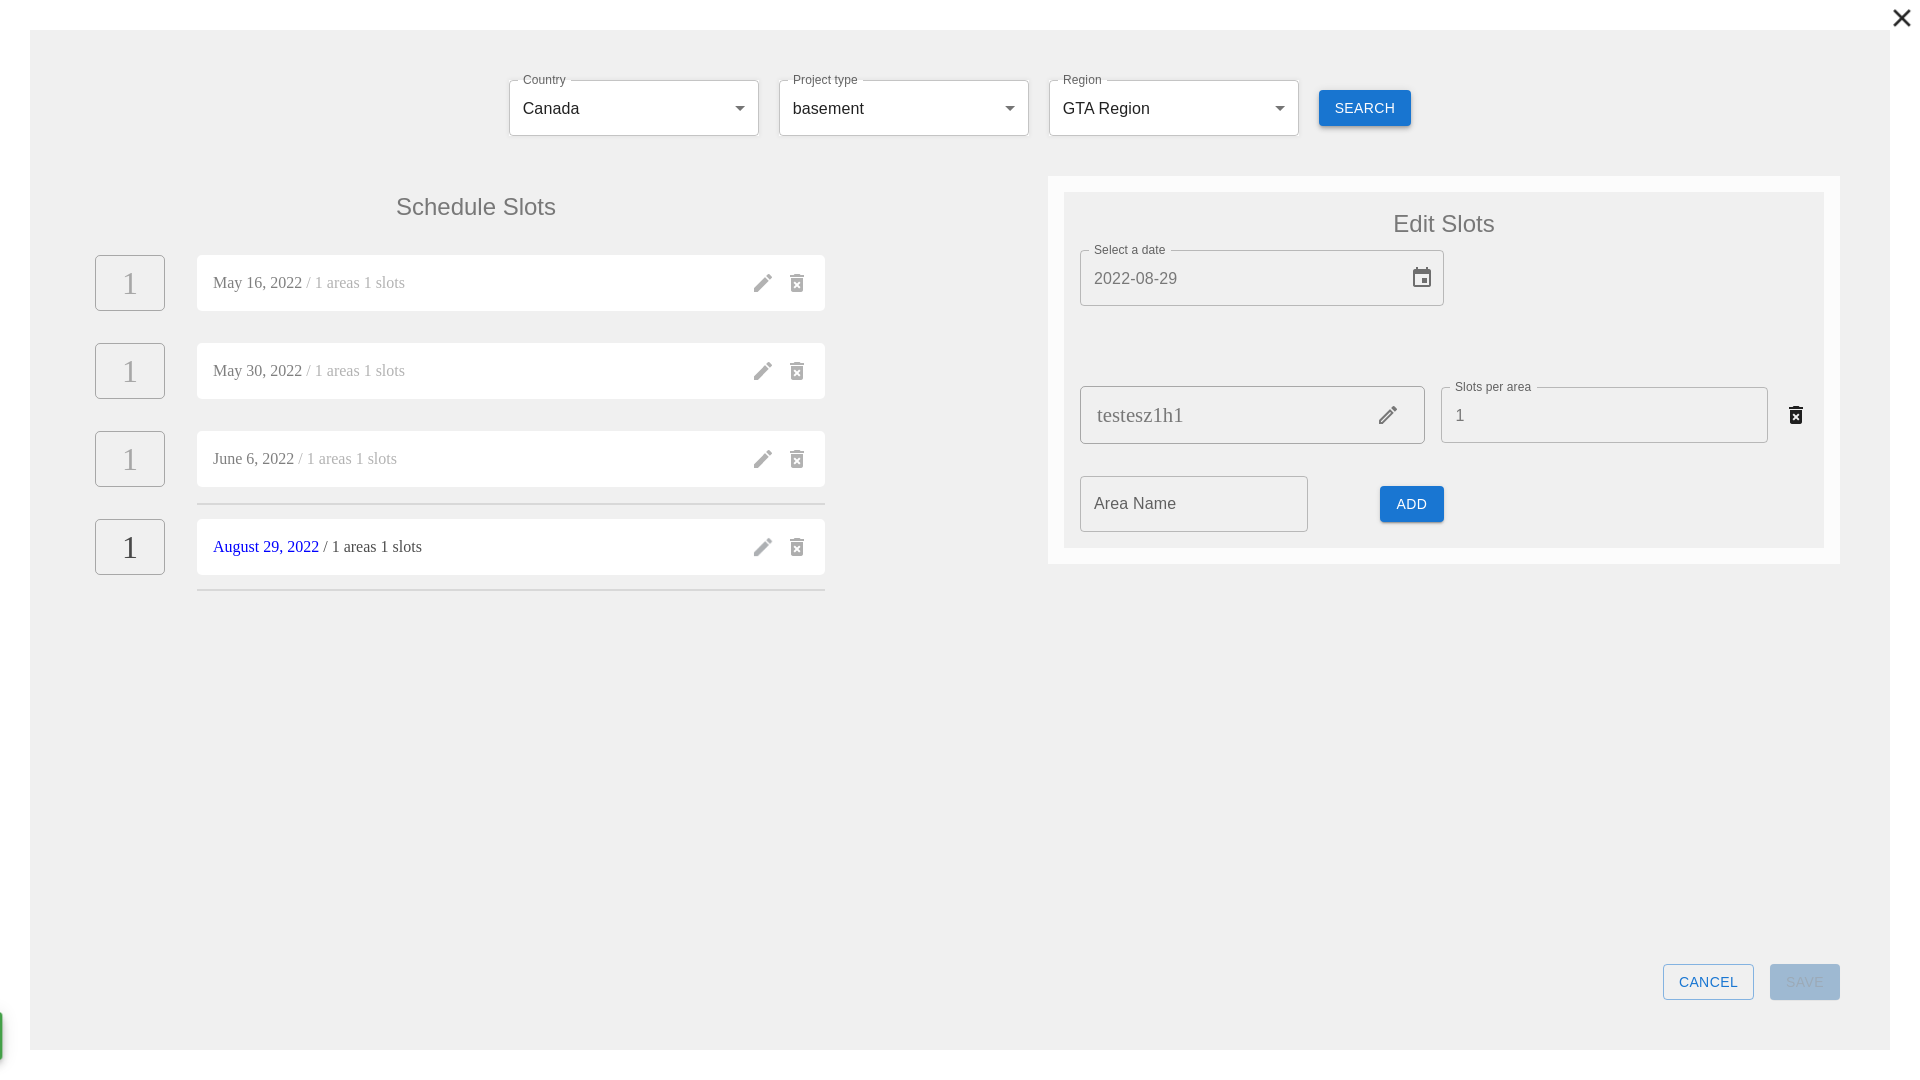 Country
Canada
Project type
basement
Region
GTA Region
SEARCH
Schedule Slots
1
May 16, 2022 / 1 areas 1 slots
1
May 30, 2022 / 1 areas 1 slots
1
June 6, 2022 / 1 areas 1 slots
1
August 29, 2022 / 1 areas 1 slots
Edit Slots
Select a date
2022-08-29
testesz1h1
Slots per area
1
Area Name
ADD
CANCEL
SAVE